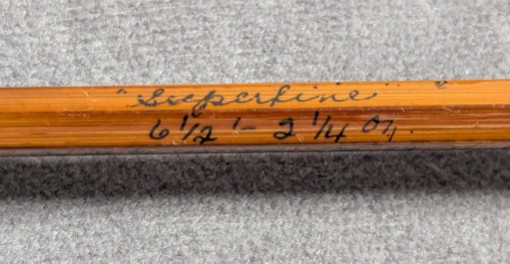 "Superfine"
6 1/2' - 2 1/4 oz.